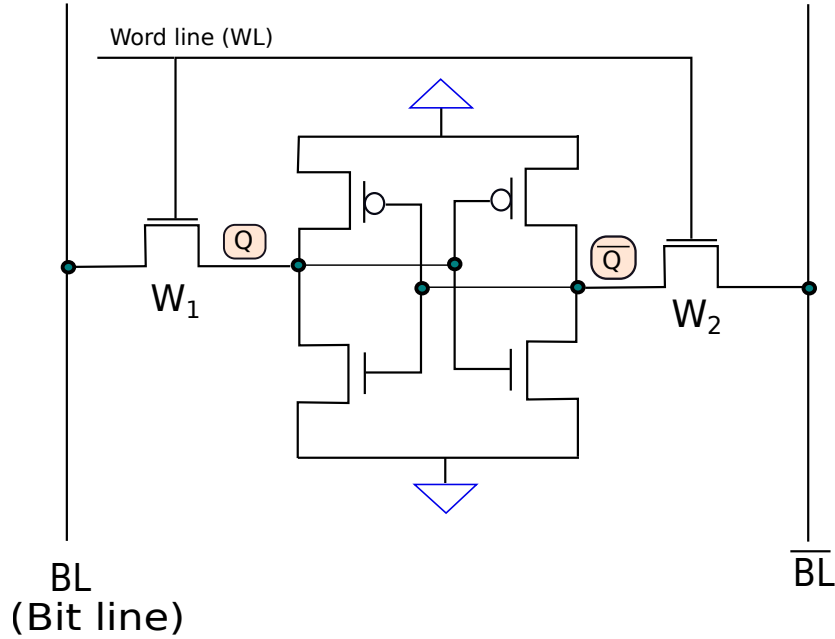 Word line (WL)
Q
Q̅
W₁
W₂
BL
(Bit line)
B̅L̅